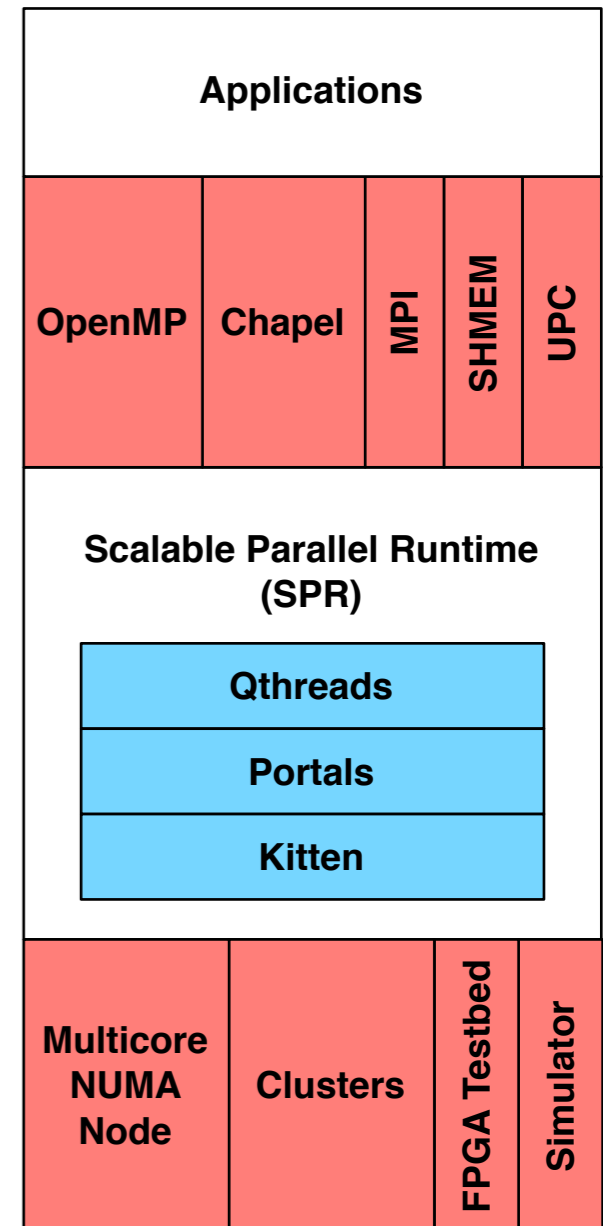 Applications
OpenMP
Chapel
MPI
SHMEM
UPC
Scalable Parallel Runtime
(SPR)
Qthreads
Portals
Kitten
Multicore
NUMA
Node
Clusters
FPGA Testbed
Simulator